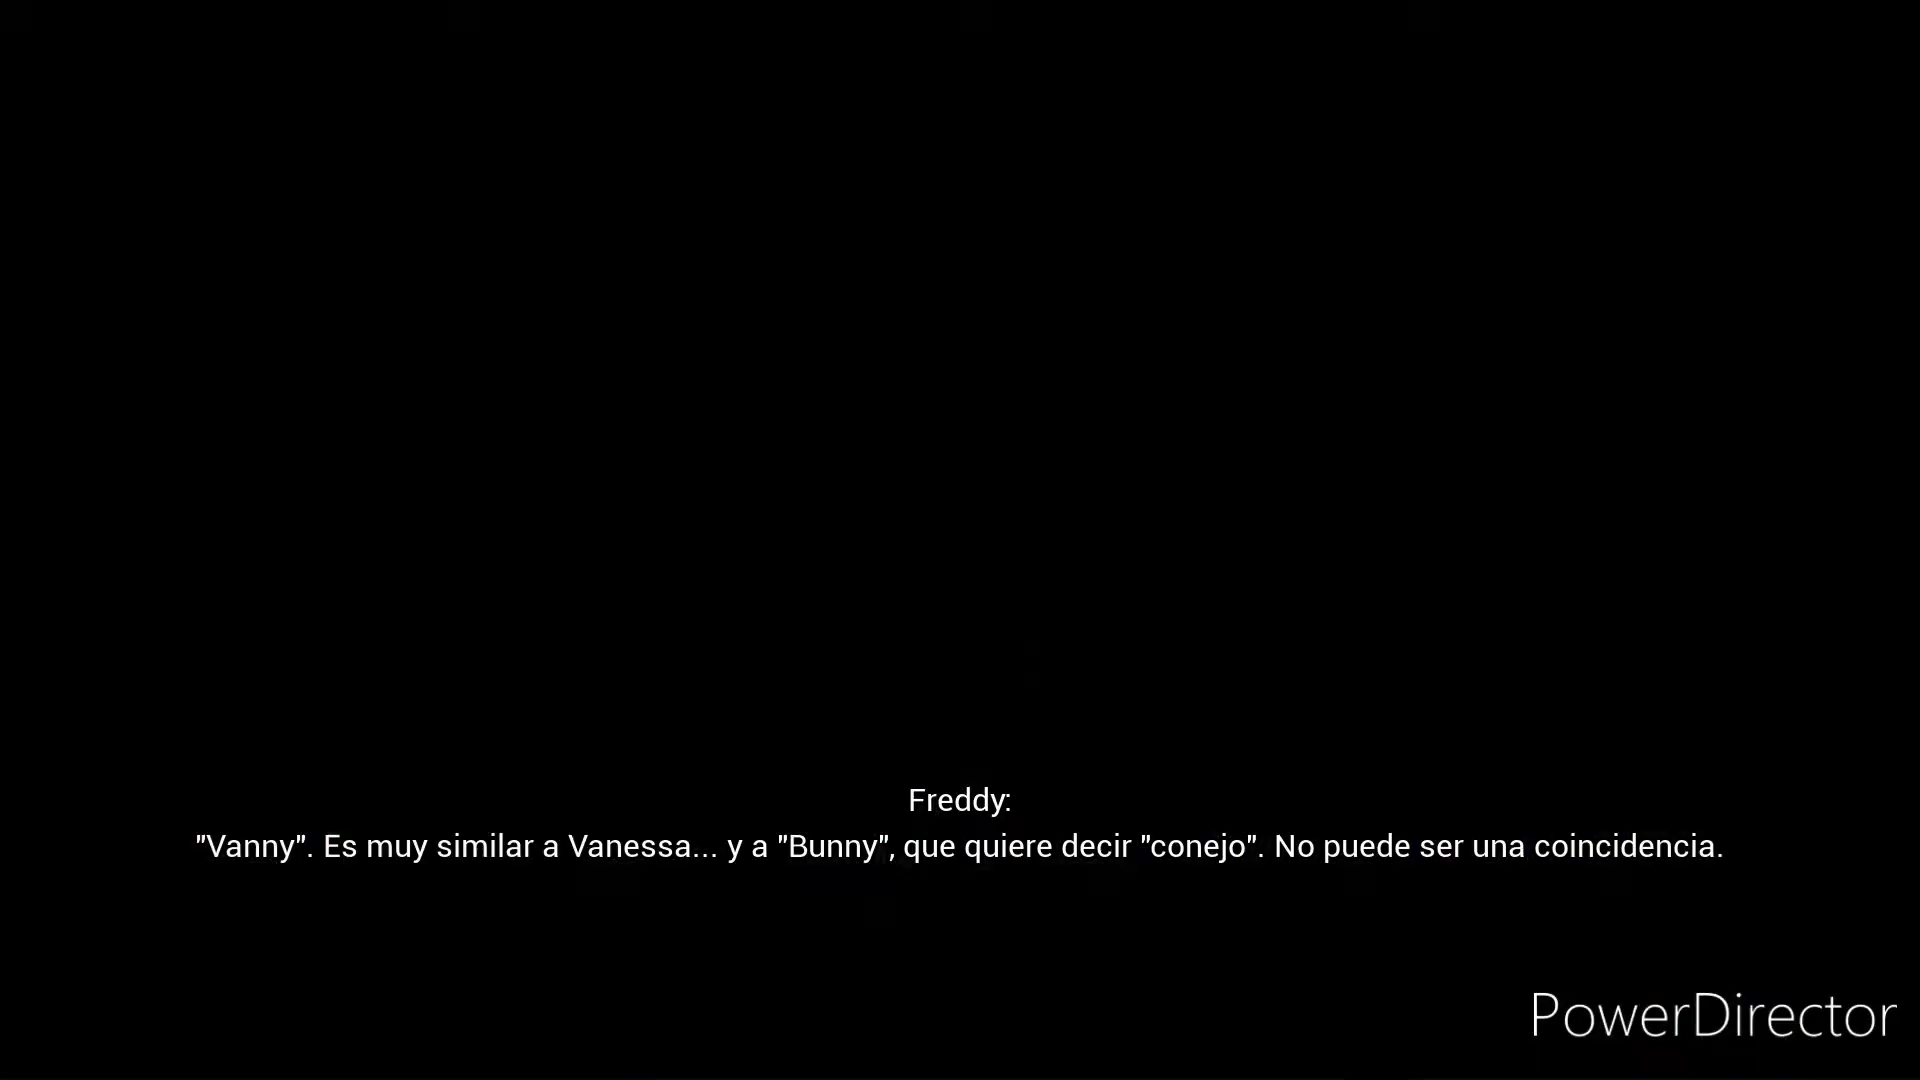 Freddy:
"Vanny". Es muy similar a Vanessa... y a "Bunny", que quiere decir "conejo". No puede ser una coincidencia.
PowerDirector